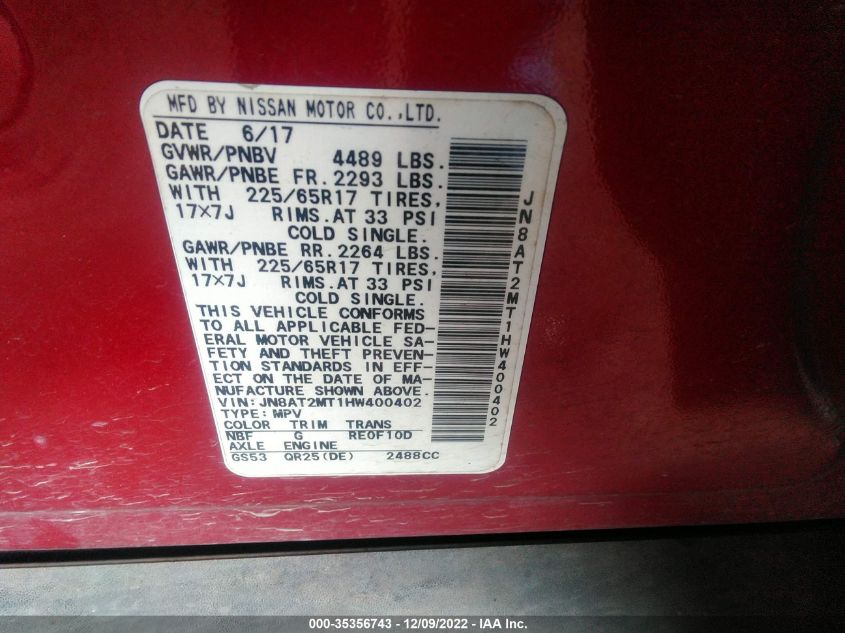 MFD BY NISSAN MOTOR CO.,LTD.
DATE 6/17
GVWR/PNBV 4489 LBS.
GAWR/PNBE FR. 2293 LBS.
WITH 225/65R17 TIRES,
17×7J RIMS. AT 33 PSI
COLD SINGLE.
GAWR/PNBE RR. 2264 LBS.
WITH 225/65R17 TIRES,
17×7J RIMS. AT 33 PSI
COLD SINGLE.
THIS VEHICLE CONFORMS
TO ALL APPLICABLE FED-
ERAL MOTOR VEHICLE SA-
FETY AND THEFT PREVEN-
TION STANDARDS IN EFF-
ECT ON THE DATE OF MA-
NUFACTURE SHOWN ABOVE.
VIN: JN8AT2MT1HW400402
TYPE: MPV
COLOR TRIM TRANS
NBF G RE0F10D
AXLE ENGINE
GS53 QR25(DE) 2488CC
JN8AT2MT1HW400402
000-35356743 - 12/09/2022 - IAA Inc.